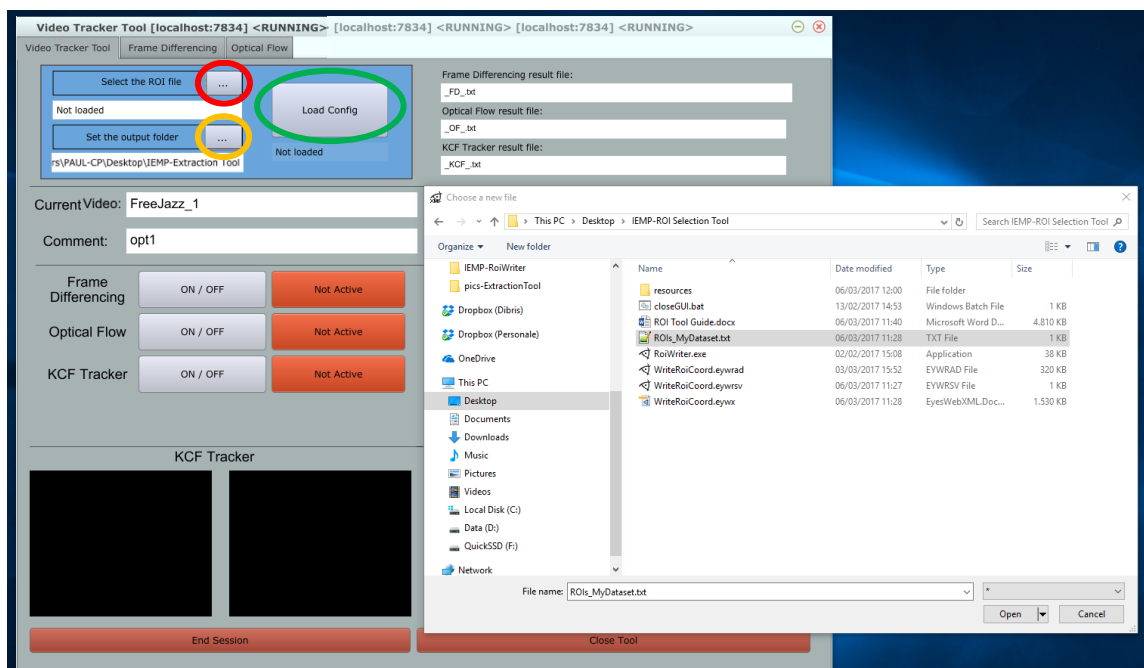 Video Tracker Tool [localhost:7834] <RUNNING> [localhost:7834] <RUNNING> [localhost:7834] <RUNNING>
Video Tracker Tool Frame Differencing Optical Flow
Select the ROI file ...
Not loaded
Set the output folder ...
rs\PAUL-CP\Desktop\IEMP-Extraction Tool
Load Config
Not loaded
Frame Differencing result file:
_FD_.txt
Optical Flow result file:
_OF_.txt
KCF Tracker result file:
_KCF_.txt
Current Video: FreeJazz_1
Comment: opt1
Frame
Differencing
ON / OFF Not Active
Optical Flow ON / OFF Not Active
KCF Tracker ON / OFF Not Active
KCF Tracker
End Session Close Tool
Choose a new file
This PC > Desktop > IEMP-ROI Selection Tool Search IEMP-ROI Selection Tool
Organize New folder
IEMP-RoiWriter
pics-ExtractionTool
Dropbox (Dibris)
Dropbox (Personale)
OneDrive
This PC
Desktop
Documents
Downloads
Music
Pictures
Videos
Local Disk (C:)
Data (D:)
QuickSSD (F:)
Network
Name Date modified Type Size
resources 06/03/2017 12:00 File folder
closeGUI.bat 13/02/2017 14:53 Windows Batch File 1 KB
ROI Tool Guide.docx 06/03/2017 11:40 Microsoft Word D... 4.810 KB
ROIs_MyDataset.txt 06/03/2017 11:28 TXT File 1 KB
RoiWriter.exe 02/02/2017 15:08 Application 38 KB
WriteRoiCoord.eywrad 03/03/2017 15:52 EYWRAD File 320 KB
WriteRoiCoord.eywrsv 06/03/2017 11:27 EYWRSV File 1 KB
WriteRoiCoord.eywx 06/03/2017 11:28 EyesWebXML.Doc... 1.530 KB
File name: ROIs_MyDataset.txt *
Open Cancel